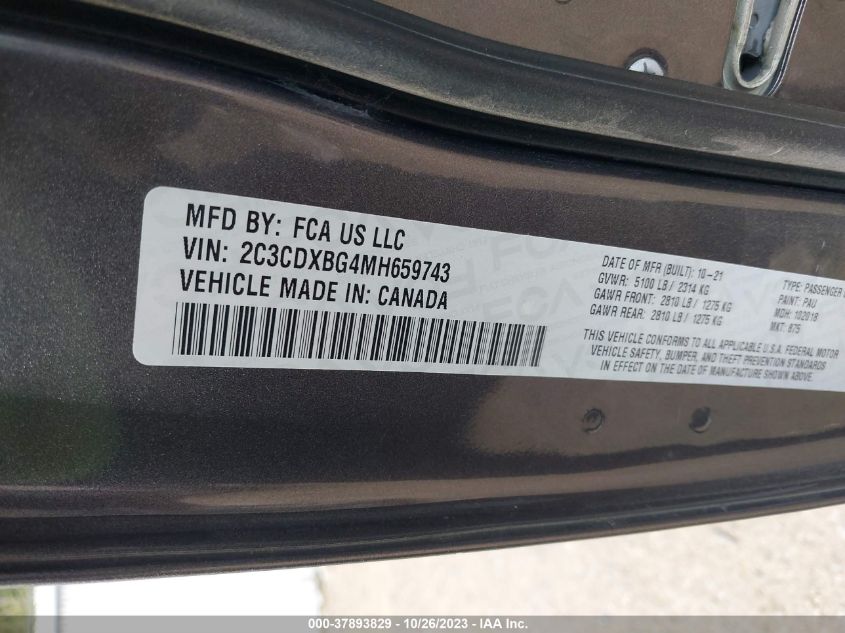 MFD BY: FCA US LLC
VIN: 2C3CDXBG4MH659743
VEHICLE MADE IN: CANADA
DATE OF MFR (BUILT): 10-21
GVWR: 5100 LB / 2314 KG
GAWR FRONT: 2810 LB / 1275 KG
GAWR REAR: 2810 LB / 1275 KG
TYPE: PASSENGER
PAINT: PAU
MDH: 102018
MKT: 875
THIS VEHICLE CONFORMS TO ALL APPLICABLE U.S.A. FEDERAL MOTOR
VEHICLE SAFETY, BUMPER, AND THEFT PREVENTION STANDARDS
IN EFFECT ON THE DATE OF MANUFACTURE SHOWN ABOVE.
000-37893829 - 10/26/2023 - IAA Inc.